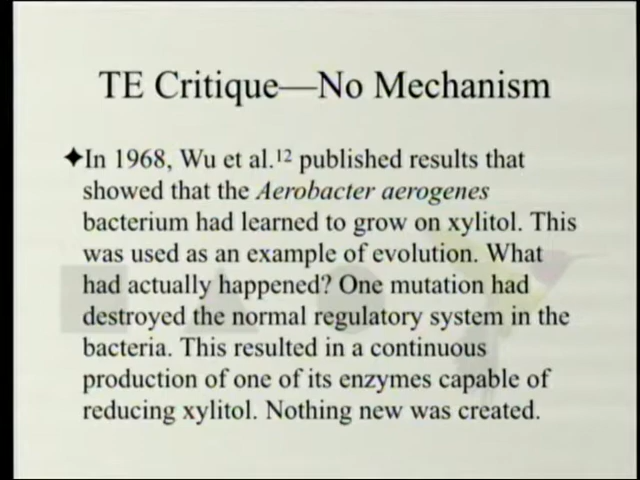 TE Critique—No Mechanism
✦In 1968, Wu et al.¹² published results that
showed that the Aerobacter aerogenes
bacterium had learned to grow on xylitol. This
was used as an example of evolution. What
had actually happened? One mutation had
destroyed the normal regulatory system in the
bacteria. This resulted in a continuous
production of one of its enzymes capable of
reducing xylitol. Nothing new was created.